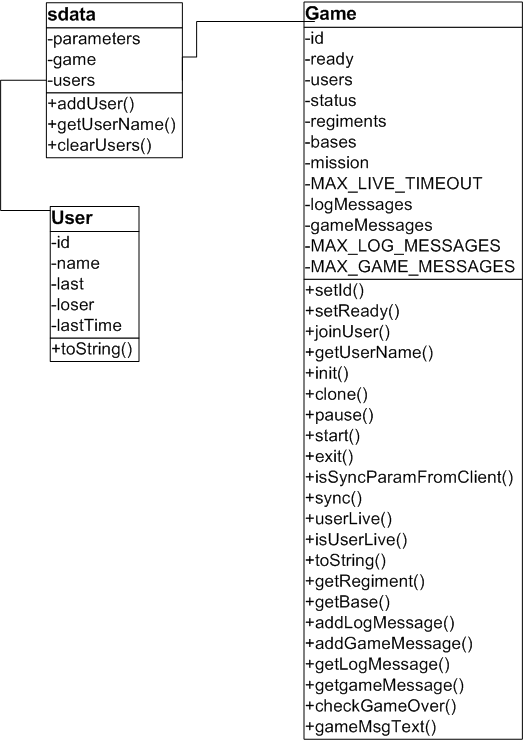 sdata
-parameters
-game
-users
+addUser()
+getUserName()
+clearUsers()
User
-id
-name
-last
-loser
-lastTime
+toString()
Game
-id
-ready
-users
-status
-regiments
-bases
-mission
-MAX_LIVE_TIMEOUT
-logMessages
-gameMessages
-MAX_LOG_MESSAGES
-MAX_GAME_MESSAGES
+setId()
+setReady()
+joinUser()
+getUserName()
+init()
+clone()
+pause()
+start()
+exit()
+isSyncParamFromClient()
+sync()
+userLive()
+isUserLive()
+toString()
+getRegiment()
+getBase()
+addLogMessage()
+addGameMessage()
+getLogMessage()
+getgameMessage()
+checkGameOver()
+gameMsgText()